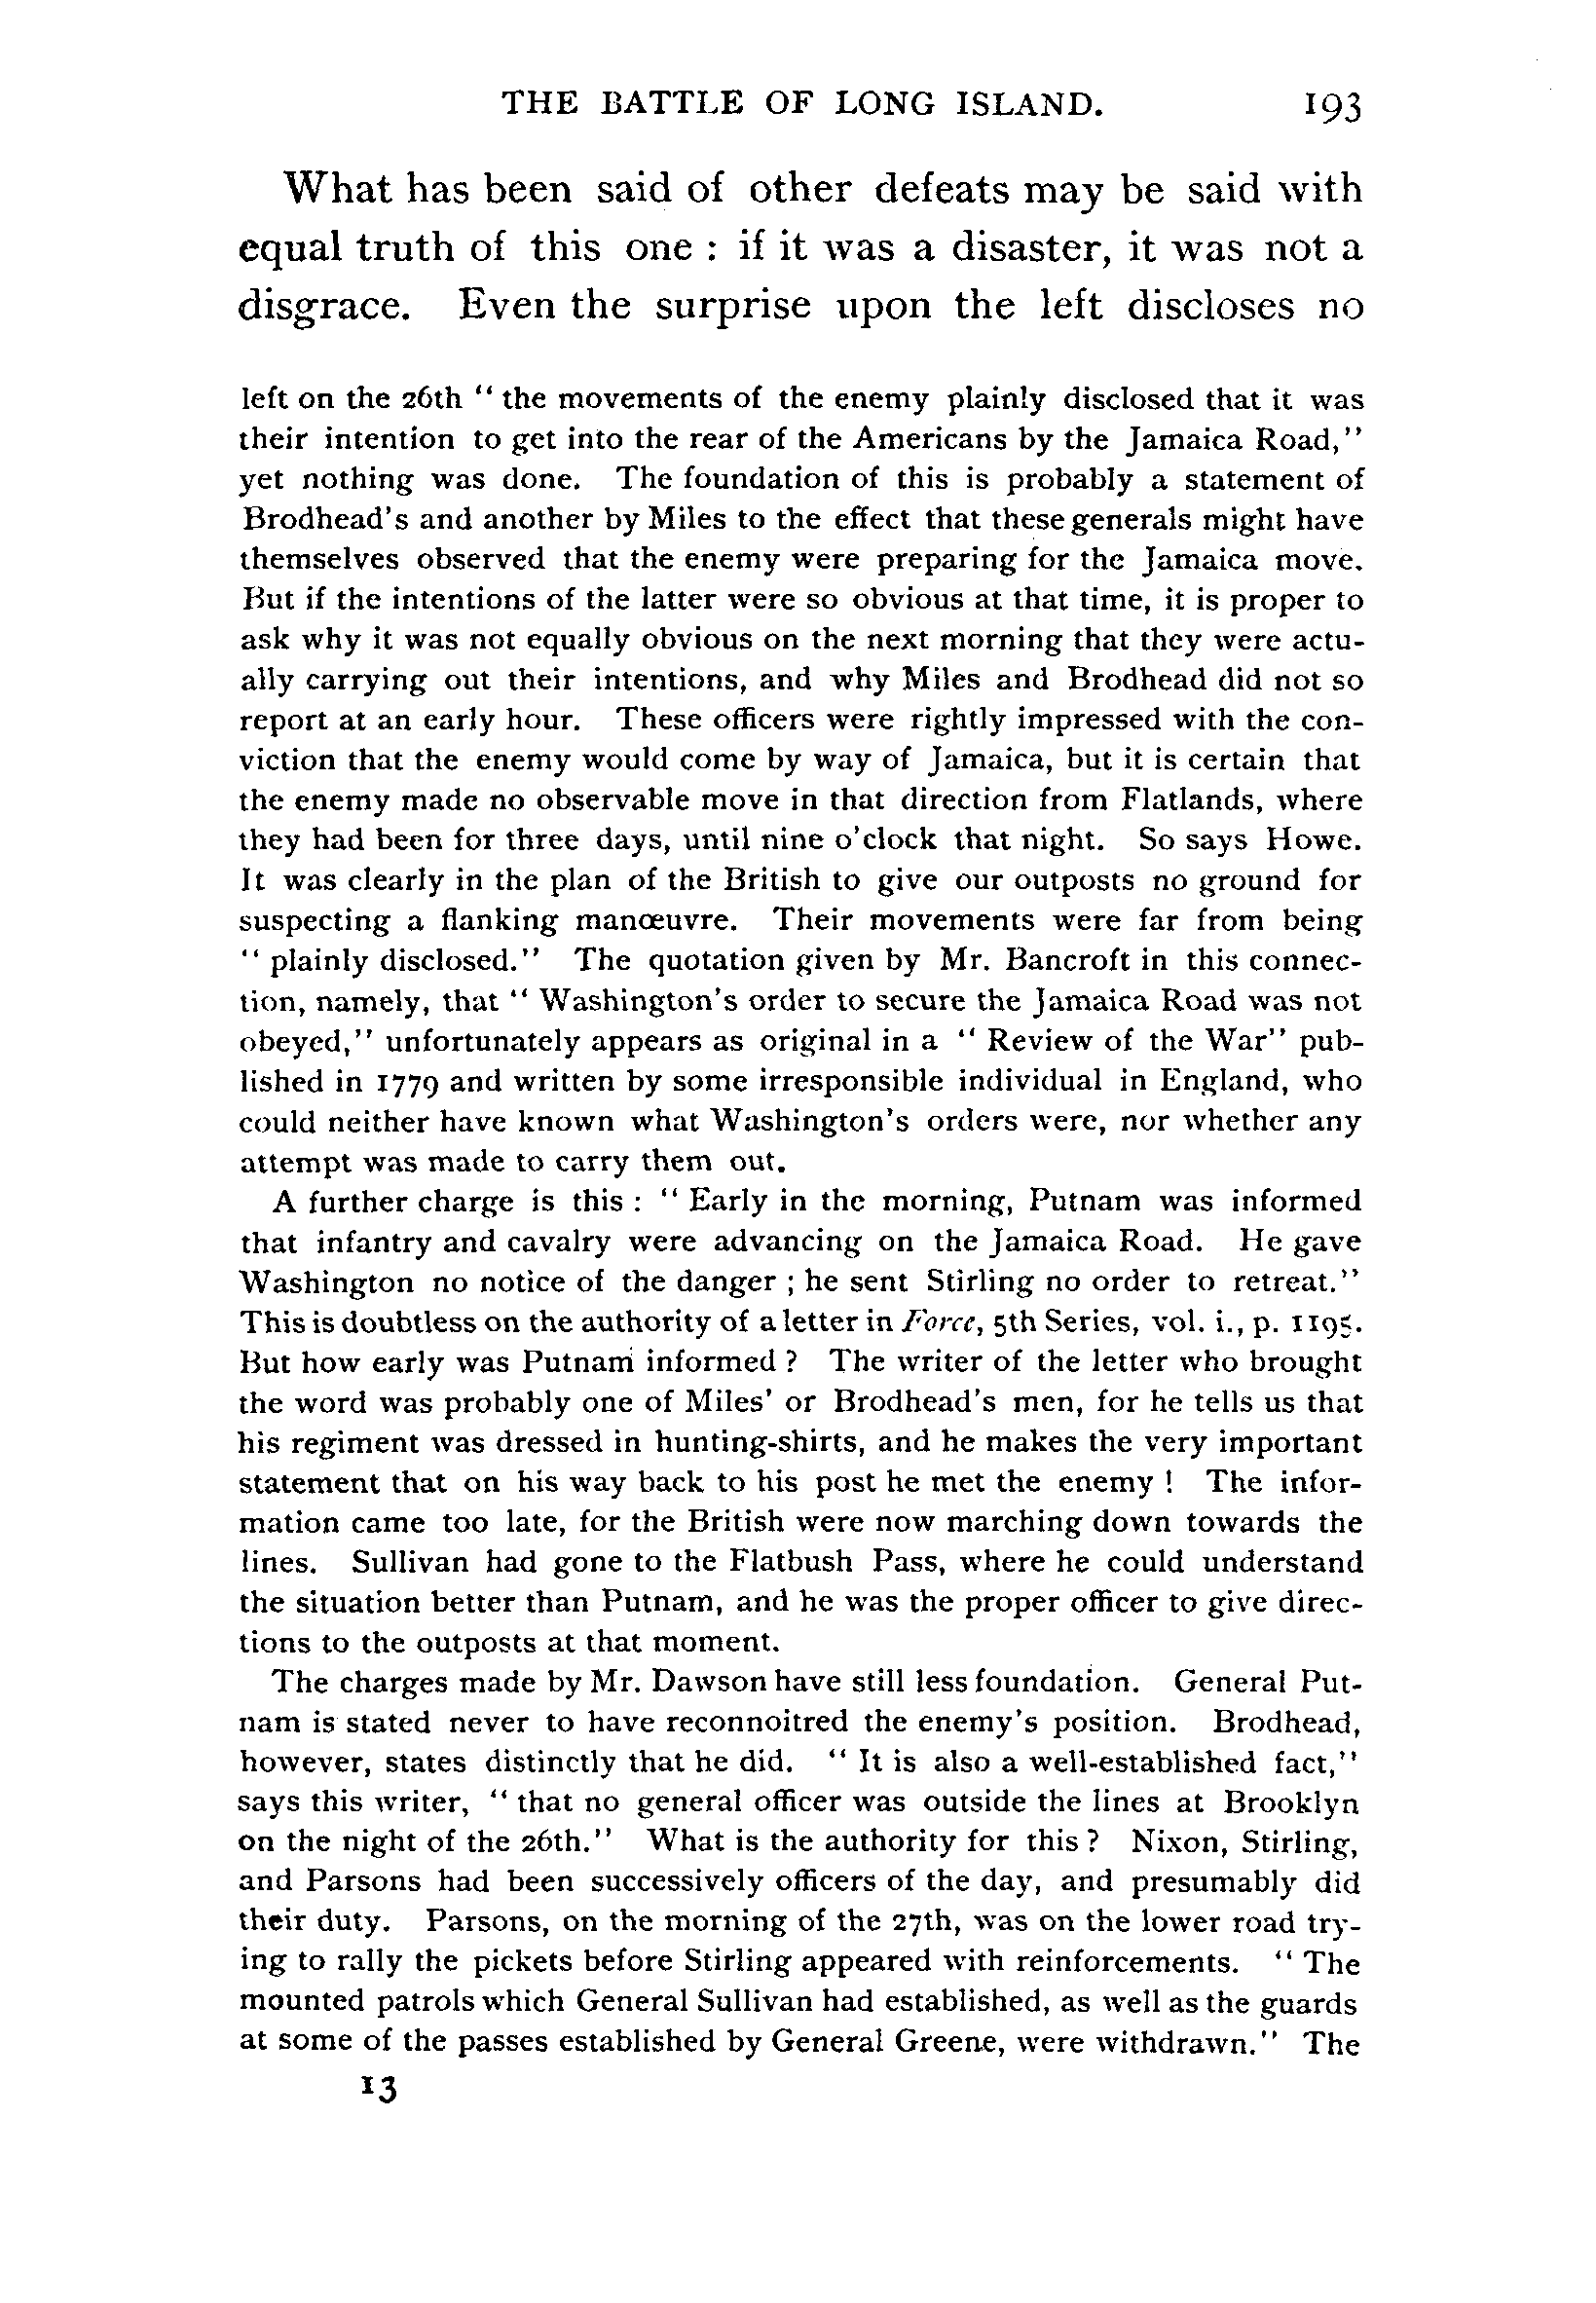 THE BATTLE OF LONG ISLAND. 193
What has been said of other defeats may be said with
equal truth of this one : if it was a disaster, it was not a
disgrace. Even the surprise upon the left discloses no
left on the 26th “ the movements of the enemy plainly disclosed that it was
their intention to get into the rear of the Americans by the Jamaica Road,”
yet nothing was done. The foundation of this is probably a statement of
Brodhead's and another by Miles to the effect that these generals might have
themselves observed that the enemy were preparing for the Jamaica move.
But if the intentions of the latter were so obvious at that time, it is proper to
ask why it was not equally obvious on the next morning that they were actu-
ally carrying out their intentions, and why Miles and Brodhead did not so
report at an early hour. These officers were rightly impressed with the con-
viction that the enemy would come by way of Jamaica, but it is certain that
the enemy made no observable move in that direction from Flatlands, where
they had been for three days, until nine o'clock that night. So says Howe.
It was clearly in the plan of the British to give our outposts no ground for
suspecting a flanking manœuvre. Their movements were far from being
“ plainly disclosed.” The quotation given by Mr. Bancroft in this connec-
tion, namely, that “ Washington's order to secure the Jamaica Road was not
obeyed,” unfortunately appears as original in a “ Review of the War” pub-
lished in 1779 and written by some irresponsible individual in England, who
could neither have known what Washington's orders were, nor whether any
attempt was made to carry them out.
A further charge is this : “ Early in the morning, Putnam was informed
that infantry and cavalry were advancing on the Jamaica Road. He gave
Washington no notice of the danger ; he sent Stirling no order to retreat.”
This is doubtless on the authority of a letter in Force, 5th Series, vol. i., p. 1195.
But how early was Putnam informed ? The writer of the letter who brought
the word was probably one of Miles' or Brodhead's men, for he tells us that
his regiment was dressed in hunting-shirts, and he makes the very important
statement that on his way back to his post he met the enemy ! The infor-
mation came too late, for the British were now marching down towards the
lines. Sullivan had gone to the Flatbush Pass, where he could understand
the situation better than Putnam, and he was the proper officer to give direc-
tions to the outposts at that moment.
The charges made by Mr. Dawson have still less foundation. General Put-
nam is stated never to have reconnoitred the enemy's position. Brodhead,
however, states distinctly that he did. “ It is also a well-established fact,”
says this writer, “ that no general officer was outside the lines at Brooklyn
on the night of the 26th.” What is the authority for this ? Nixon, Stirling,
and Parsons had been successively officers of the day, and presumably did
their duty. Parsons, on the morning of the 27th, was on the lower road try-
ing to rally the pickets before Stirling appeared with reinforcements. “ The
mounted patrols which General Sullivan had established, as well as the guards
at some of the passes established by General Greene, were withdrawn.” The
13